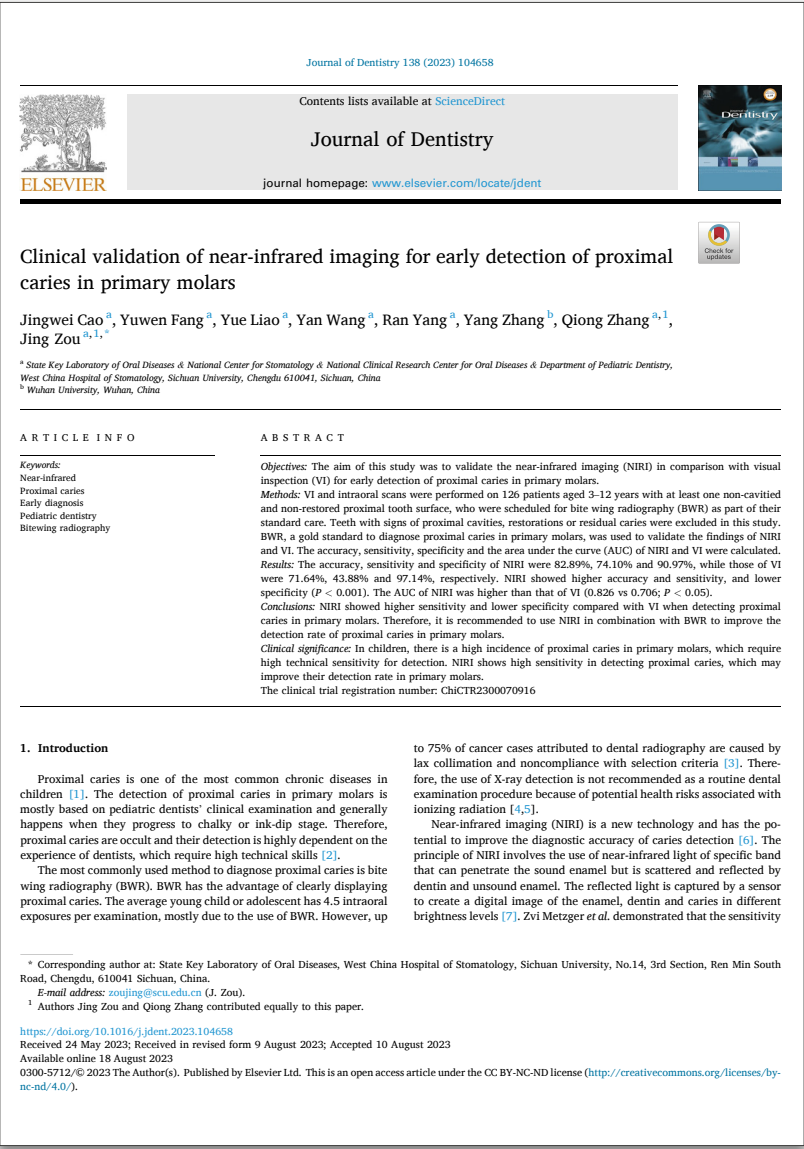 Journal of Dentistry 138 (2023) 104658
Contents lists available at ScienceDirect
Journal of Dentistry
journal homepage: www.elsevier.com/locate/jdent
ELSEVIER
Dentistry
Check for
updates
Clinical validation of near-infrared imaging for early detection of proximal
caries in primary molars
Jingwei Cao a, Yuwen Fang a, Yue Liao a, Yan Wang a, Ran Yang a, Yang Zhang b, Qiong Zhang a,1,
Jing Zou a,1,*
a State Key Laboratory of Oral Diseases & National Center for Stomatology & National Clinical Research Center for Oral Diseases & Department of Pediatric Dentistry,
West China Hospital of Stomatology, Sichuan University, Chengdu 610041, Sichuan, China
b Wuhan University, Wuhan, China
ARTICLE INFO
Keywords:
Near-infrared
Proximal caries
Early diagnosis
Pediatric dentistry
Bitewing radiography
ABSTRACT
Objectives: The aim of this study was to validate the near-infrared imaging (NIRI) in comparison with visual
inspection (VI) for early detection of proximal caries in primary molars.
Methods: VI and intraoral scans were performed on 126 patients aged 3–12 years with at least one non-cavitied
and non-restored proximal tooth surface, who were scheduled for bite wing radiography (BWR) as part of their
standard care. Teeth with signs of proximal cavities, restorations or residual caries were excluded in this study.
BWR, a gold standard to diagnose proximal caries in primary molars, was used to validate the findings of NIRI
and VI. The accuracy, sensitivity, specificity and the area under the curve (AUC) of NIRI and VI were calculated.
Results: The accuracy, sensitivity and specificity of NIRI were 82.89%, 74.10% and 90.97%, while those of VI
were 71.64%, 43.88% and 97.14%, respectively. NIRI showed higher accuracy and sensitivity, and lower
specificity (P < 0.001). The AUC of NIRI was higher than that of VI (0.826 vs 0.706; P < 0.05).
Conclusions: NIRI showed higher sensitivity and lower specificity compared with VI when detecting proximal
caries in primary molars. Therefore, it is recommended to use NIRI in combination with BWR to improve the
detection rate of proximal caries in primary molars.
Clinical significance: In children, there is a high incidence of proximal caries in primary molars, which require
high technical sensitivity for detection. NIRI shows high sensitivity in detecting proximal caries, which may
improve their detection rate in primary molars.
The clinical trial registration number: ChiCTR2300070916
1. Introduction
Proximal caries is one of the most common chronic diseases in
children [1]. The detection of proximal caries in primary molars is
mostly based on pediatric dentists' clinical examination and generally
happens when they progress to chalky or ink-dip stage. Therefore,
proximal caries are occult and their detection is highly dependent on the
experience of dentists, which require high technical skills [2].
The most commonly used method to diagnose proximal caries is bite
wing radiography (BWR). BWR has the advantage of clearly displaying
proximal caries. The average young child or adolescent has 4.5 intraoral
exposures per examination, mostly due to the use of BWR. However, up
to 75% of cancer cases attributed to dental radiography are caused by
lax collimation and noncompliance with selection criteria [3]. There-
fore, the use of X-ray detection is not recommended as a routine dental
examination procedure because of potential health risks associated with
ionizing radiation [4,5].
Near-infrared imaging (NIRI) is a new technology and has the po-
tential to improve the diagnostic accuracy of caries detection [6]. The
principle of NIRI involves the use of near-infrared light of specific band
that can penetrate the sound enamel but is scattered and reflected by
dentin and unsound enamel. The reflected light is captured by a sensor
to create a digital image of the enamel, dentin and caries in different
brightness levels [7]. Zvi Metzger et al. demonstrated that the sensitivity
* Corresponding author at: State Key Laboratory of Oral Diseases, West China Hospital of Stomatology, Sichuan University, No.14, 3rd Section, Ren Min South
Road, Chengdu, 610041 Sichuan, China.
E-mail address: zoujing@scu.edu.cn (J. Zou).
1 Authors Jing Zou and Qiong Zhang contributed equally to this paper.
https://doi.org/10.1016/j.jdent.2023.104658
Received 24 May 2023; Received in revised form 9 August 2023; Accepted 10 August 2023
Available online 18 August 2023
0300-5712/© 2023 The Author(s). Published by Elsevier Ltd. This is an open access article under the CC BY-NC-ND license (http://creativecommons.org/licenses/by-
nc-nd/4.0/).